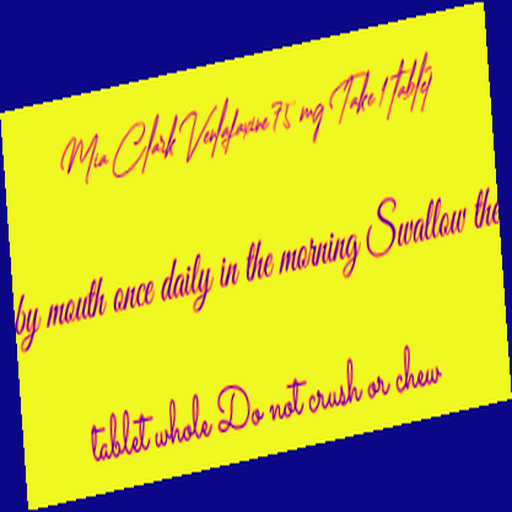 Mia Clark Venlafaxine 75 mg Take 1 tablet
by mouth once daily in the morning Swallow the
tablet whole Do not crush or chew